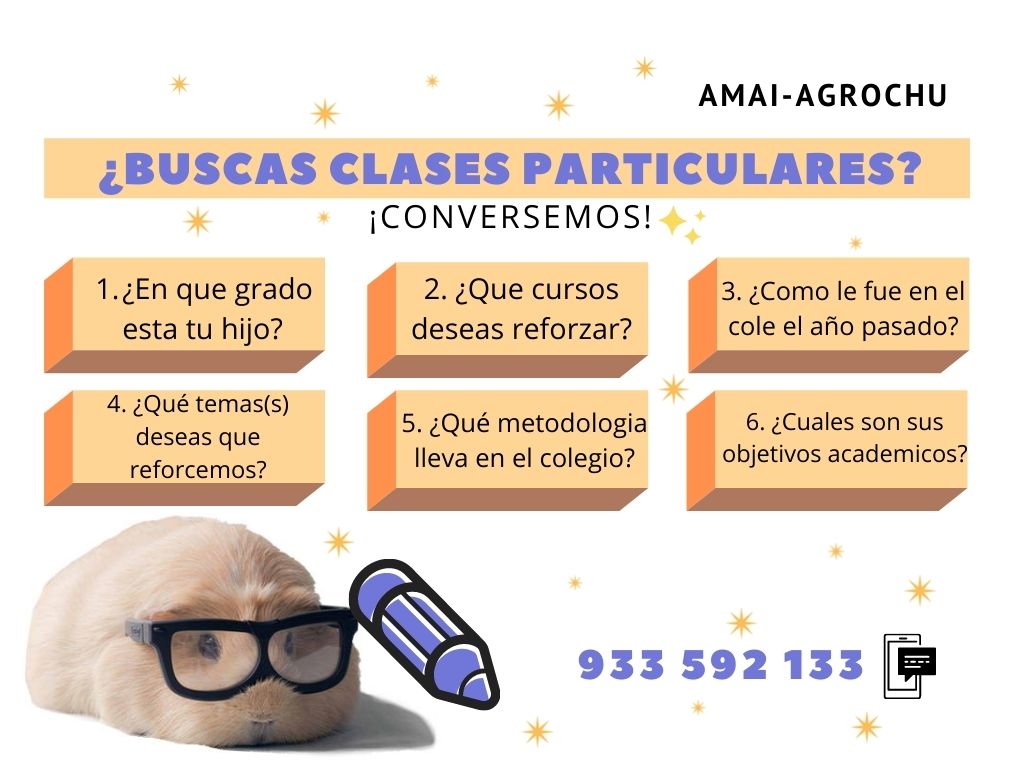 AMAI-AGROCHU
¿BUSCAS CLASES PARTICULARES?
¡CONVERSEMOS!
1. ¿En que grado
esta tu hijo?
2. ¿Que cursos
deseas reforzar?
3. ¿Como le fue en el
cole el año pasado?
4. ¿Qué temas(s)
deseas que
reforcemos?
5. ¿Qué metodologia
lleva en el colegio?
6. ¿Cuales son sus
objetivos academicos?
933 592 133